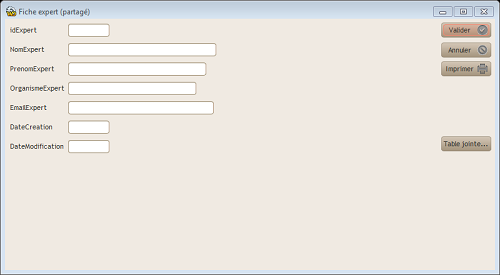 Fiche expert (partagé)
idExpert
Valider
NomExpert
Annuler
PrenomExpert
Imprimer
OrganismeExpert
EmailExpert
DateCreation
DateModification
Table jointe...